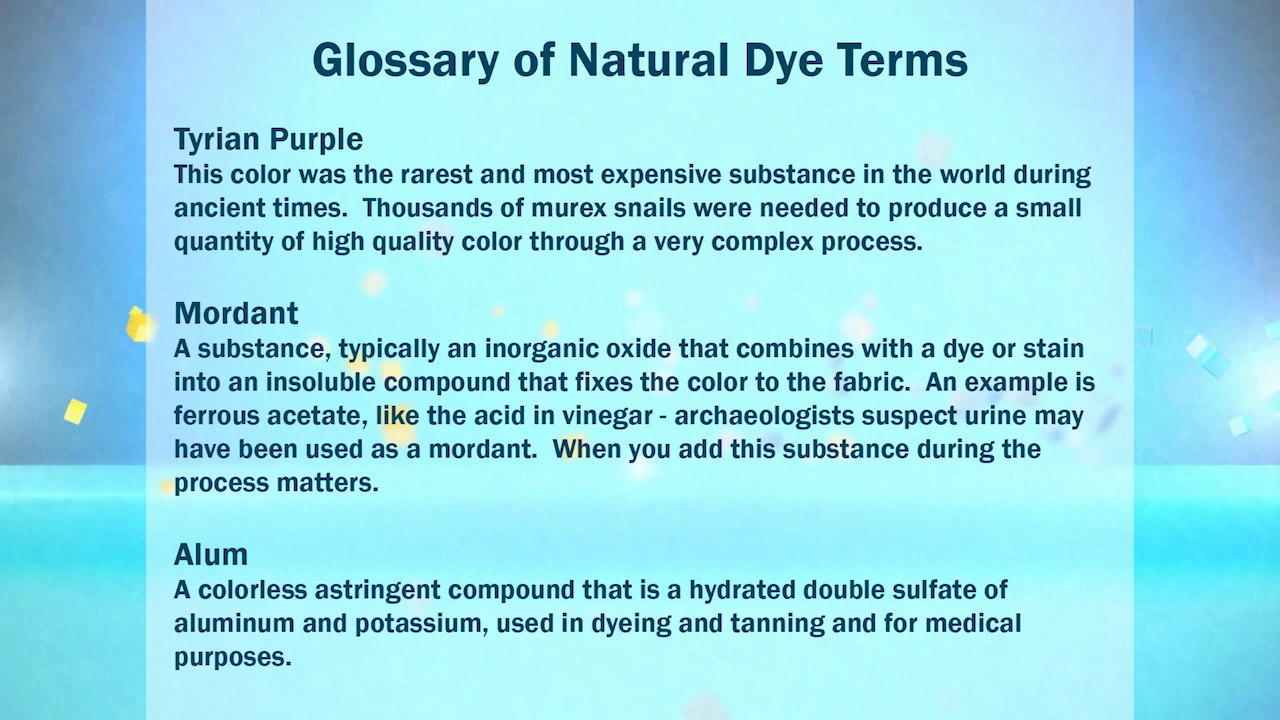 Glossary of Natural Dye Terms
Tyrian Purple
This color was the rarest and most expensive substance in the world during
ancient times.  Thousands of murex snails were needed to produce a small
quantity of high quality color through a very complex process.
Mordant
A substance, typically an inorganic oxide that combines with a dye or stain
into an insoluble compound that fixes the color to the fabric.  An example is
ferrous acetate, like the acid in vinegar - archaeologists suspect urine may
have been used as a mordant.  When you add this substance during the
process matters.
Alum
A colorless astringent compound that is a hydrated double sulfate of
aluminum and potassium, used in dyeing and tanning and for medical
purposes.